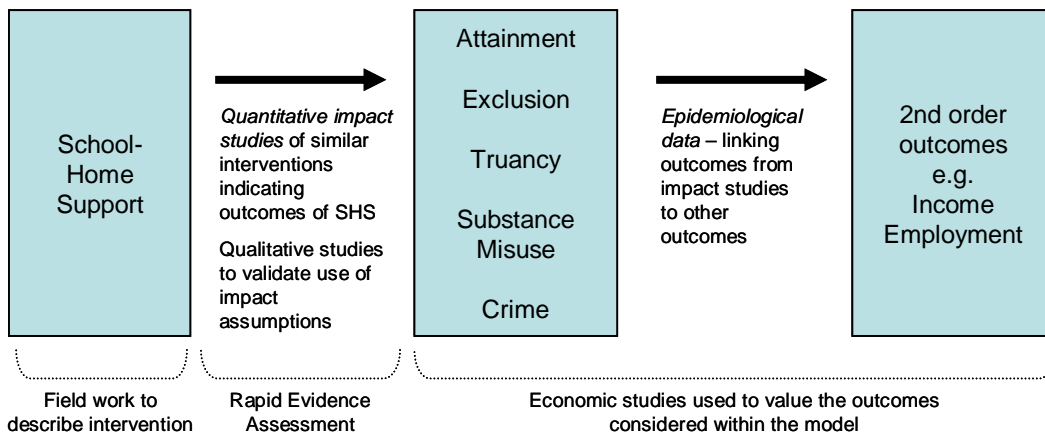 School-
Home
Support
Quantitative impact
studies of similar
interventions
indicating
outcomes of SHS
Qualitative studies
to validate use of
impact
assumptions
Attainment
Exclusion
Truancy
Substance
Misuse
Crime
Epidemiological
data – linking
outcomes from
impact studies
to other
outcomes
2nd order
outcomes
e.g.
Income
Employment
Field work to
describe intervention
Rapid Evidence
Assessment
Economic studies used to value the outcomes
considered within the model